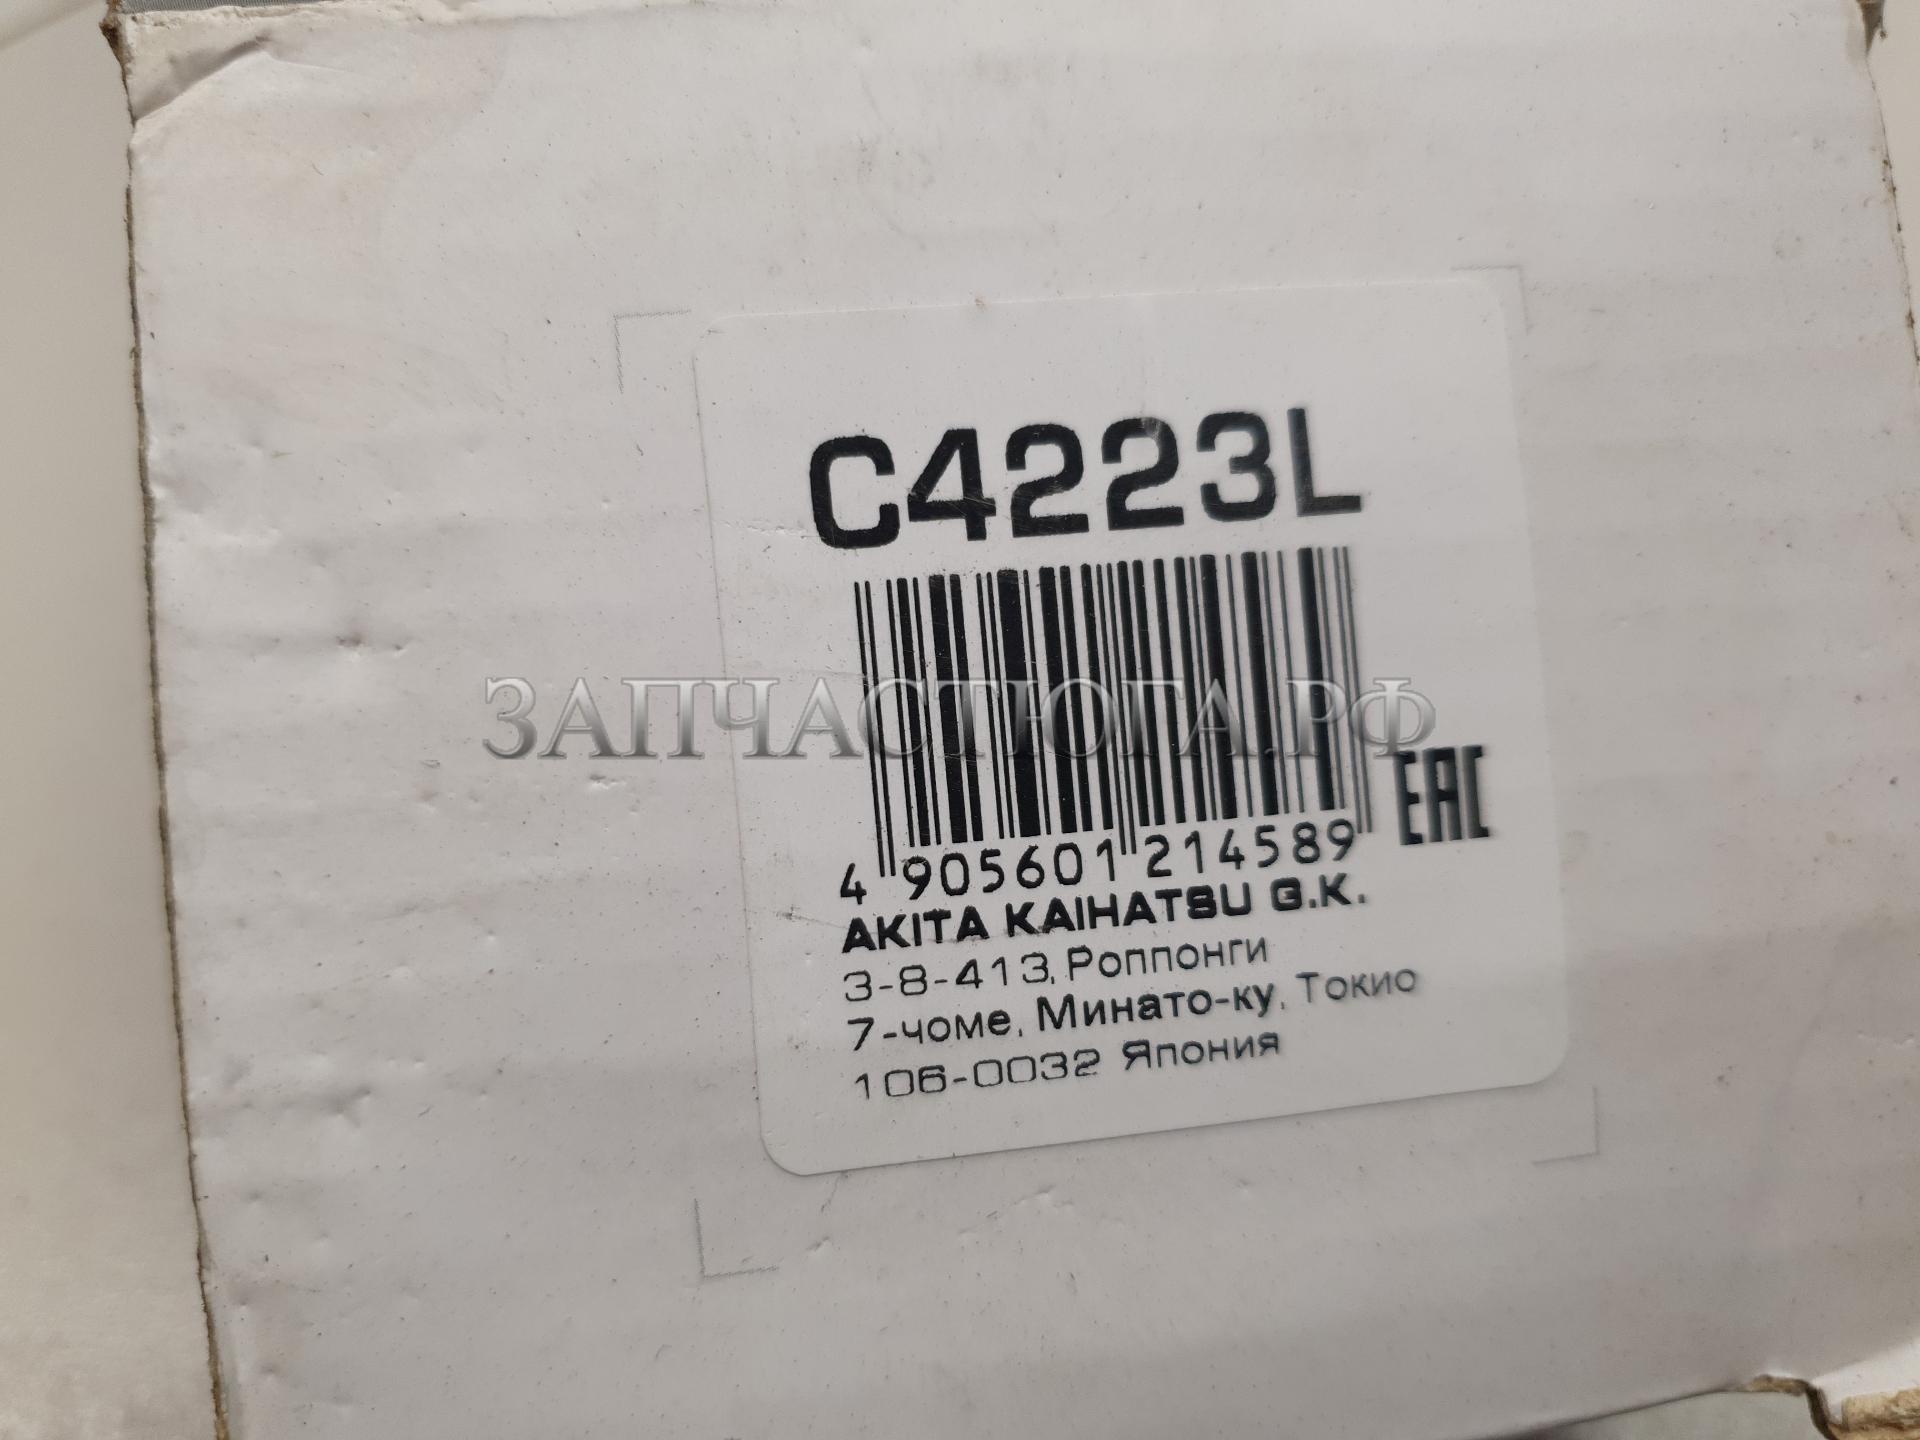 C4223L
ЗАПЧАСТЮГА.РФ
EAC
4 905601 214589
AKITA KAIHATSU G.K.
3-8-413, Роппонги
7-чоме, Минато-ку, Токио
106-0032 Япония